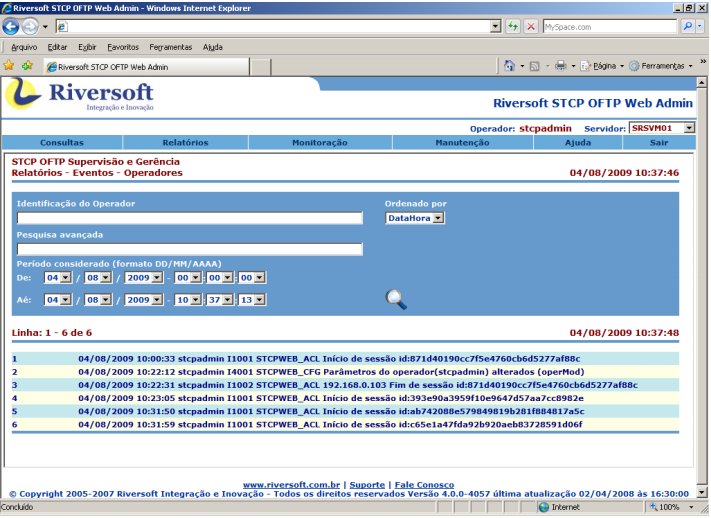 Riversoft STCP OFTP Web Admin - Windows Internet Explorer
MySpace.com
Arquivo Editar Exibir Favoritos Ferramentas Ajuda
Riversoft STCP OFTP Web Admin
Página Ferramentas »
Riversoft
Integração e Inovação
Riversoft STCP OFTP Web Admin
Operador: stcpadmin Servidor: SRSVM01
Consultas Relatórios Monitoração Manutenção Ajuda Sair
STCP OFTP Supervisão e Gerência
Relatórios - Eventos - Operadores 04/08/2009 10:37:46
Identificação do Operador Ordenado por
DataHora
Pesquisa avançada
Período considerado (formato DD/MM/AAAA)
De: 04 / 08 / 2009 - 00 : 00 : 00
Aé: 04 / 08 / 2009 - 10 : 37 : 13
Linha: 1 - 6 de 6 04/08/2009 10:37:48
1 04/08/2009 10:00:33 stcpadmin I1001 STCPWEB_ACL Início de sessão id:871d40190cc7f5e4760cb6d5277af88c
2 04/08/2009 10:22:12 stcpadmin I4001 STCPWEB_CFG Parâmetros do operador(stcpadmin) alterados (operMod)
3 04/08/2009 10:22:31 stcpadmin I1002 STCPWEB_ACL 192.168.0.103 Fim de sessão id:871d40190cc7f5e4760cb6d5277af88c
4 04/08/2009 10:23:05 stcpadmin I1001 STCPWEB_ACL Início de sessão id:393e90a3959f10e9647d57aa7cc8982e
5 04/08/2009 10:31:50 stcpadmin I1001 STCPWEB_ACL Início de sessão id:ab742088e579849819b281f884817a5c
6 04/08/2009 10:31:59 stcpadmin I1001 STCPWEB_ACL Início de sessão id:c65e1a47fda92b920aeb83728591d06f
www.riversoft.com.br | Suporte | Fale Conosco
© Copyright 2005-2007 Riversoft Integração e Inovação - Todos os direitos reservados Versão 4.0.0-4057 última atualização 02/04/2008 às 16:30:00
Concluído Internet 100%